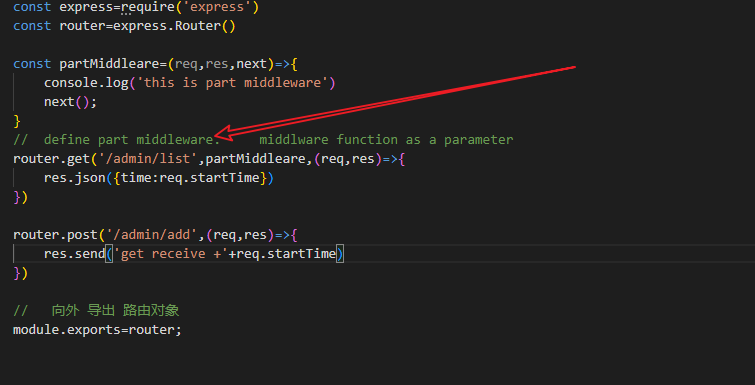 const express=require('express')
const router=express.Router()
const partMiddleare=(req,res,next)=>{
    console.log('this is part middleware')
    next();
}
//  define part middleware.    middlware function as a parameter
router.get('/admin/list',partMiddleare,(req,res)=>{
    res.json({time:req.startTime})
})
router.post('/admin/add',(req,res)=>{
    res.send('get receive +'+req.startTime)
})
//   向外 导出 路由对象
module.exports=router;